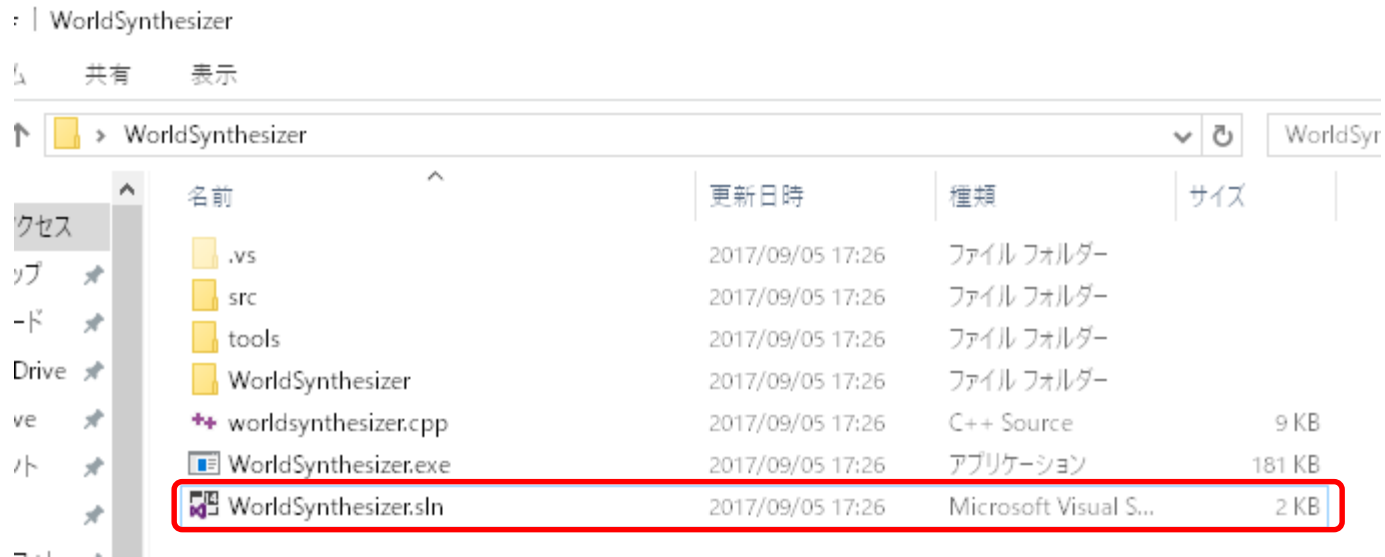 WorldSynthesizer
共有 表示
WorldSynthesizer WorldSyn
名前 更新日時 種類 サイズ
クセス
ップ
ード
Drive
ve
ット
.vs 2017/09/05 17:26 ファイル フォルダー
src 2017/09/05 17:26 ファイル フォルダー
tools 2017/09/05 17:26 ファイル フォルダー
WorldSynthesizer 2017/09/05 17:26 ファイル フォルダー
worldsynthesizer.cpp 2017/09/05 17:26 C++ Source 9 KB
WorldSynthesizer.exe 2017/09/05 17:26 アプリケーション 181 KB
WorldSynthesizer.sln 2017/09/05 17:26 Microsoft Visual S... 2 KB